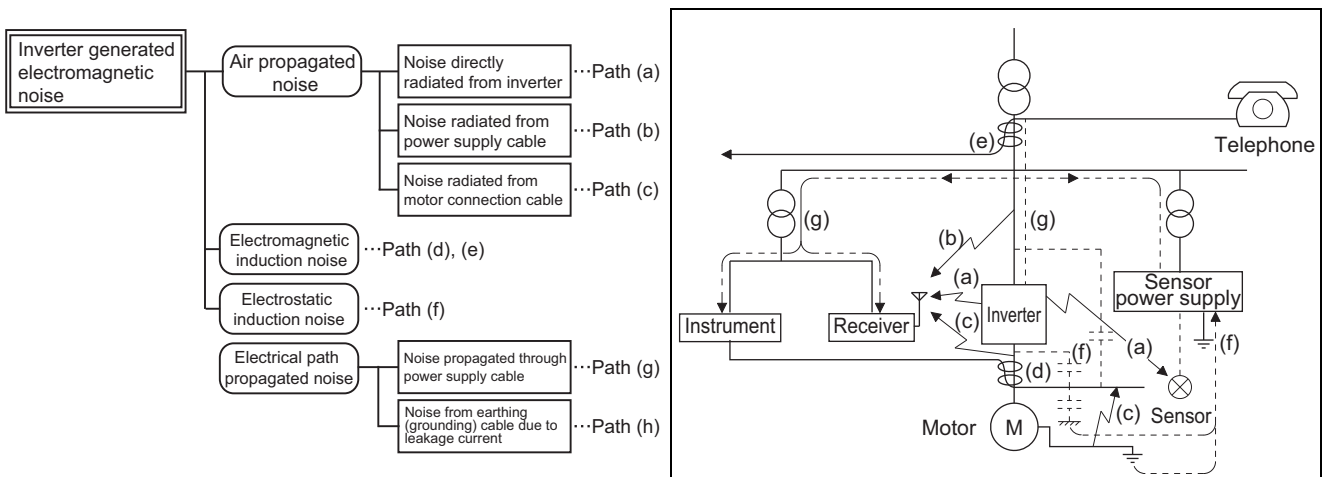 Inverter generated
electromagnetic
noise
Air propagated
noise
Noise directly
radiated from inverter
···Path (a)
Noise radiated from
power supply cable
···Path (b)
Noise radiated from
motor connection cable
···Path (c)
Electromagnetic
induction noise
···Path (d), (e)
Electrostatic
induction noise
···Path (f)
Electrical path
propagated noise
Noise propagated through
power supply cable
···Path (g)
Noise from earthing
(grounding) cable due to
leakage current
···Path (h)
(e)
Telephone
(g)
(g)
(b)
(a)
(c)
Instrument
Receiver
Inverter
Sensor
power supply
(f)
(f)
(a)
(d)
Sensor
(c)
Motor
M